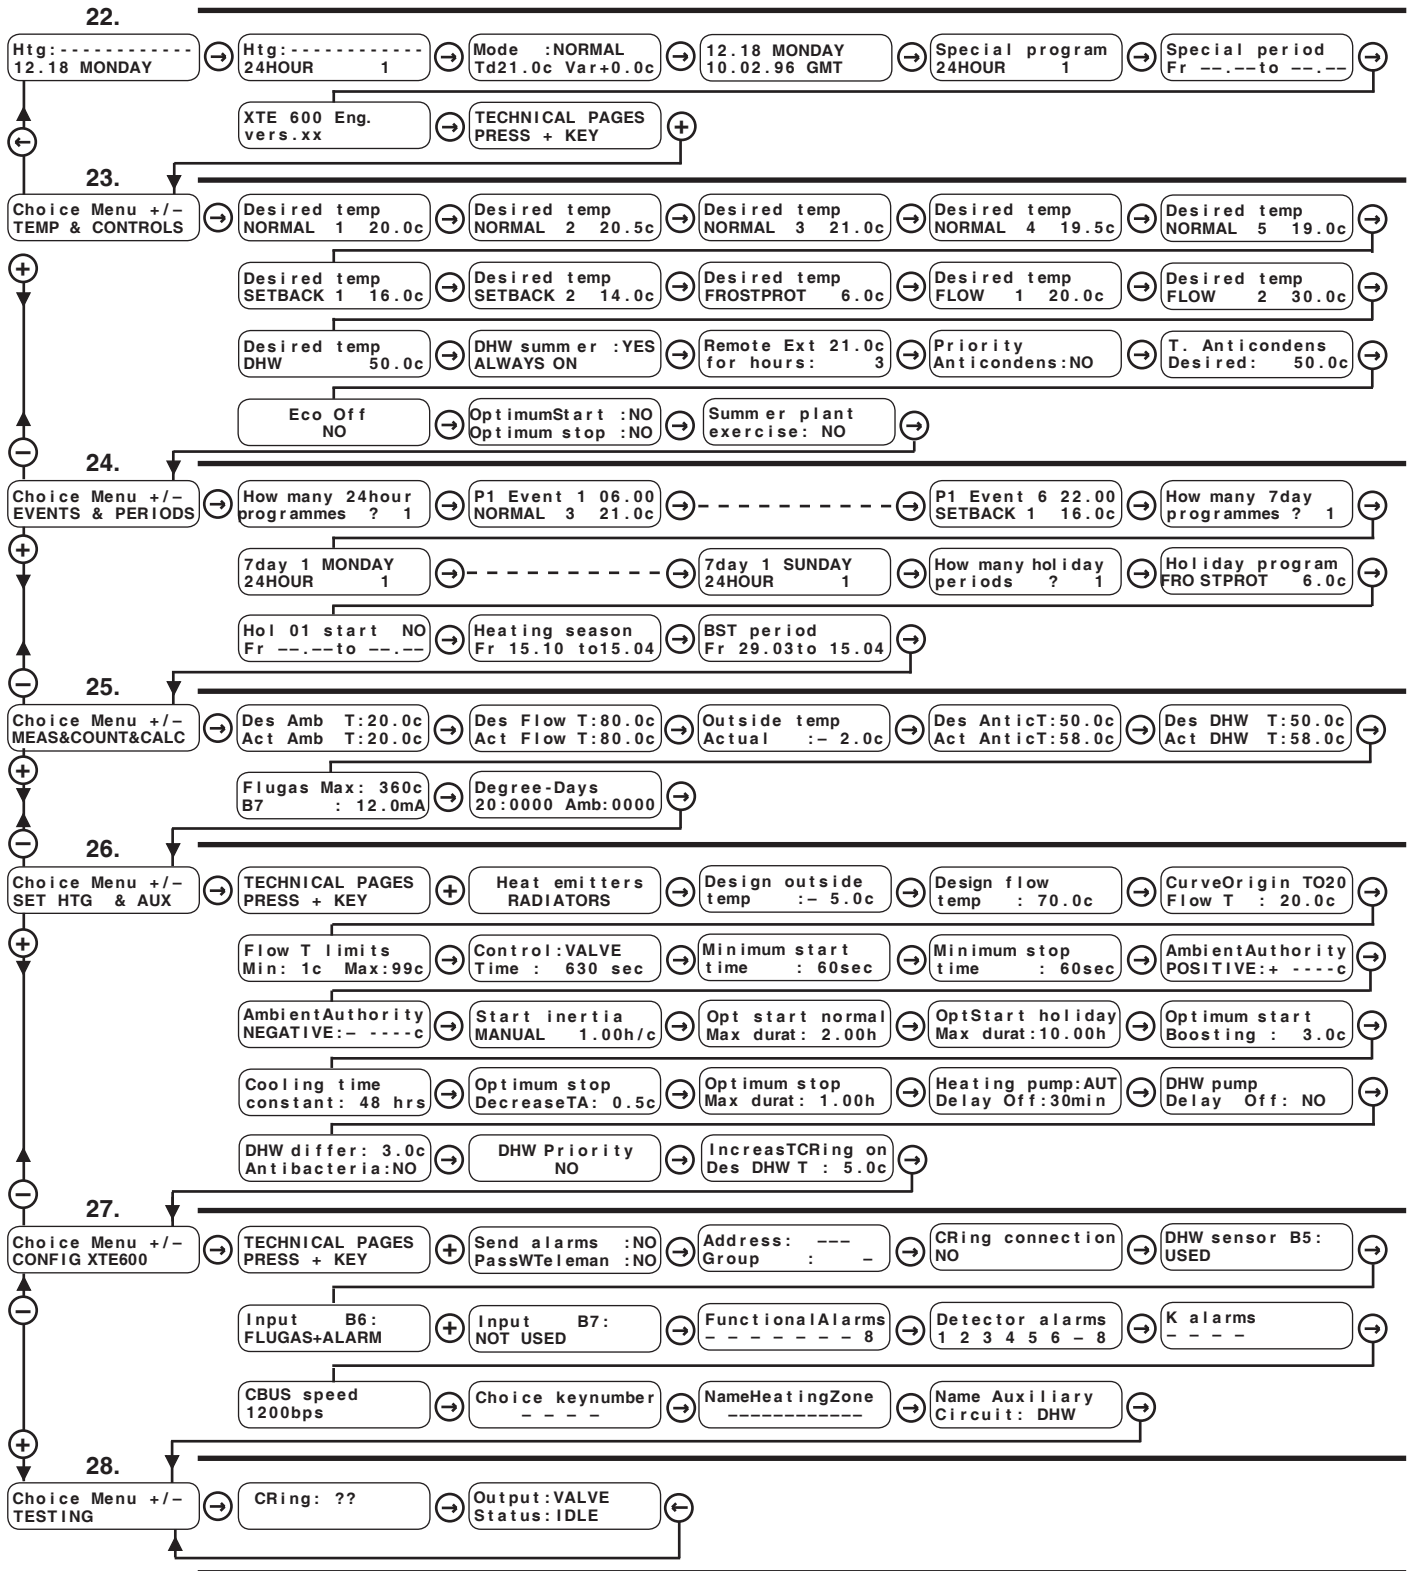 22.
Htg:------------
12.18 MONDAY
Htg:------------
24HOUR 1
Mode :NORMAL
Td21.0c Var+0.0c
12.18 MONDAY
10.02.96 GMT
Special program
24HOUR 1
Special period
Fr --.--to --.--
XTE 600 Eng.
vers.xx
TECHNICAL PAGES
PRESS + KEY
23.
Choice Menu +/-
TEMP & CONTROLS
Desired temp
NORMAL 1 20.0c
Desired temp
NORMAL 2 20.5c
Desired temp
NORMAL 3 21.0c
Desired temp
NORMAL 4 19.5c
Desired temp
NORMAL 5 19.0c
Desired temp
SETBACK 1 16.0c
Desired temp
SETBACK 2 14.0c
Desired temp
FROSTPROT 6.0c
Desired temp
FLOW 1 20.0c
Desired temp
FLOW 2 30.0c
Desired temp
DHW 50.0c
DHW summer :YES
ALWAYS ON
Remote Ext 21.0c
for hours: 3
Priority
Anticondens:NO
T. Anticondens
Desired: 50.0c
Eco Off
NO
OptimumStart :NO
Optimum stop :NO
Summer plant
exercise: NO
24.
Choice Menu +/-
EVENTS & PERIODS
How many 24hour
programmes ? 1
P1 Event 1 06.00
NORMAL 3 21.0c
P1 Event 6 22.00
SETBACK 1 16.0c
How many 7day
programmes ? 1
7day 1 MONDAY
24HOUR 1
7day 1 SUNDAY
24HOUR 1
How many holiday
periods ? 1
Holiday program
FRO STPROT 6.0c
Hol 01 start NO
Fr --.--to --.--
Heating season
Fr 15.10 to15.04
BST period
Fr 29.03to 15.04
25.
Choice Menu +/-
MEAS&COUNT&CALC
Des Amb T:20.0c
Act Amb T:20.0c
Des Flow T:80.0c
Act Flow T:80.0c
Outside temp
Actual :- 2.0c
Des AnticT:50.0c
Act AnticT:58.0c
Des DHW T:50.0c
Act DHW T:58.0c
Flugas Max: 360c
B7 : 12.0mA
Degree-Days
20:0000 Amb:0000
26.
Choice Menu +/-
SET HTG & AUX
TECHNICAL PAGES
PRESS + KEY
Heat emitters
RADIATORS
Design outside
temp :- 5.0c
Design flow
temp : 70.0c
CurveOrigin TO20
Flow T : 20.0c
Flow T limits
Min: 1c Max:99c
Control:VALVE
Time : 630 sec
Minimum start
time : 60sec
Minimum stop
time : 60sec
AmbientAuthority
POSITIVE:+ ----c
AmbientAuthority
NEGATIVE:- ----c
Start inertia
MANUAL 1.00h/c
Opt start normal
Max durat: 2.00h
OptStart holiday
Max durat:10.00h
Optimum start
Boosting : 3.0c
Cooling time
constant: 48 hrs
Optimum stop
DecreaseTA: 0.5c
Optimum stop
Max durat: 1.00h
Heating pump:AUT
Delay Off:30min
DHW pump
Delay Off: NO
DHW differ: 3.0c
Antibacteria:NO
DHW Priority
NO
IncreasTCRing on
Des DHW T : 5.0c
27.
Choice Menu +/-
CONFIG XTE600
TECHNICAL PAGES
PRESS + KEY
Send alarms :NO
PassWTeleman :NO
Address: ---
Group : -
CRing connection
NO
DHW sensor B5:
USED
Input B6:
FLUGAS+ALARM
Input B7:
NOT USED
FunctionalAlarms
- - - - - - - 8
Detector alarms
1 2 3 4 5 6 - 8
K alarms
- - - -
CBUS speed
1200bps
Choice keynumber
- - - -
NameHeatingZone
------------
Name Auxiliary
Circuit: DHW
28.
Choice Menu +/-
TESTING
CRing: ??
Output:VALVE
Status:IDLE